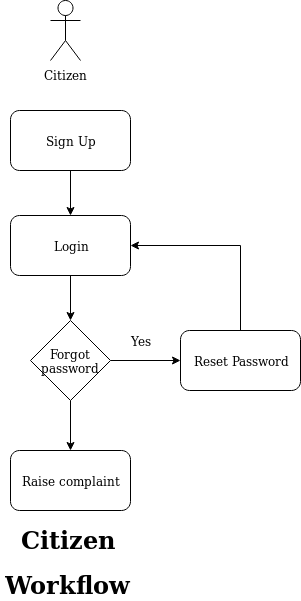 Citizen
Sign Up
Login
Yes
Forgot
password
Reset Password
Raise complaint
Citizen
Workflow